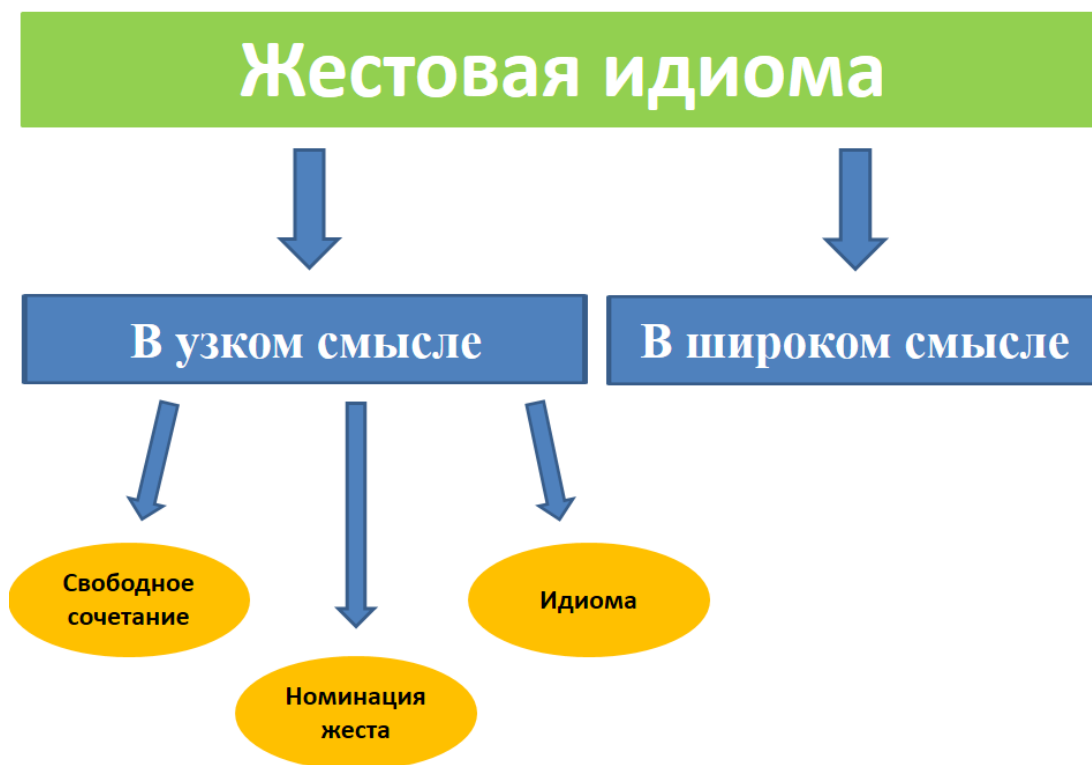 Жестовая идиома
В узком смысле
В широком смысле
Свободное
сочетание
Идиома
Номинация
жеста